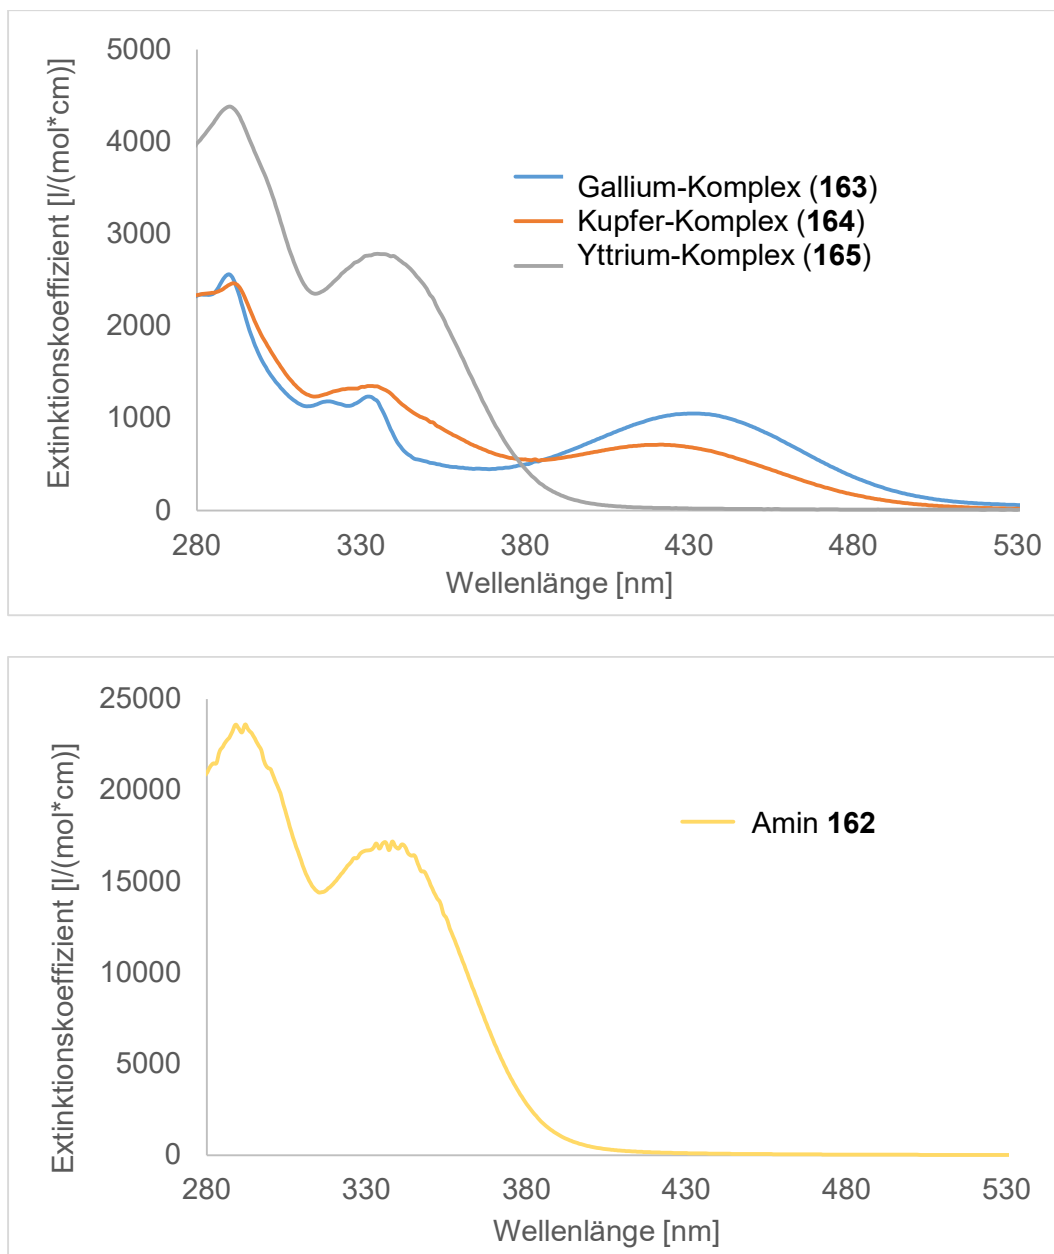 Extinktionskoeffizient [l/(mol*cm)]
5000
4000
3000
2000
1000
0
Gallium-Komplex (163)
Kupfer-Komplex (164)
Yttrium-Komplex (165)
280 330 380 430 480 530
Wellenlänge [nm]
Extinktionskoeffizient [l/(mol*cm)]
25000
20000
15000
10000
5000
0
Amin 162
280 330 380 430 480 530
Wellenlänge [nm]